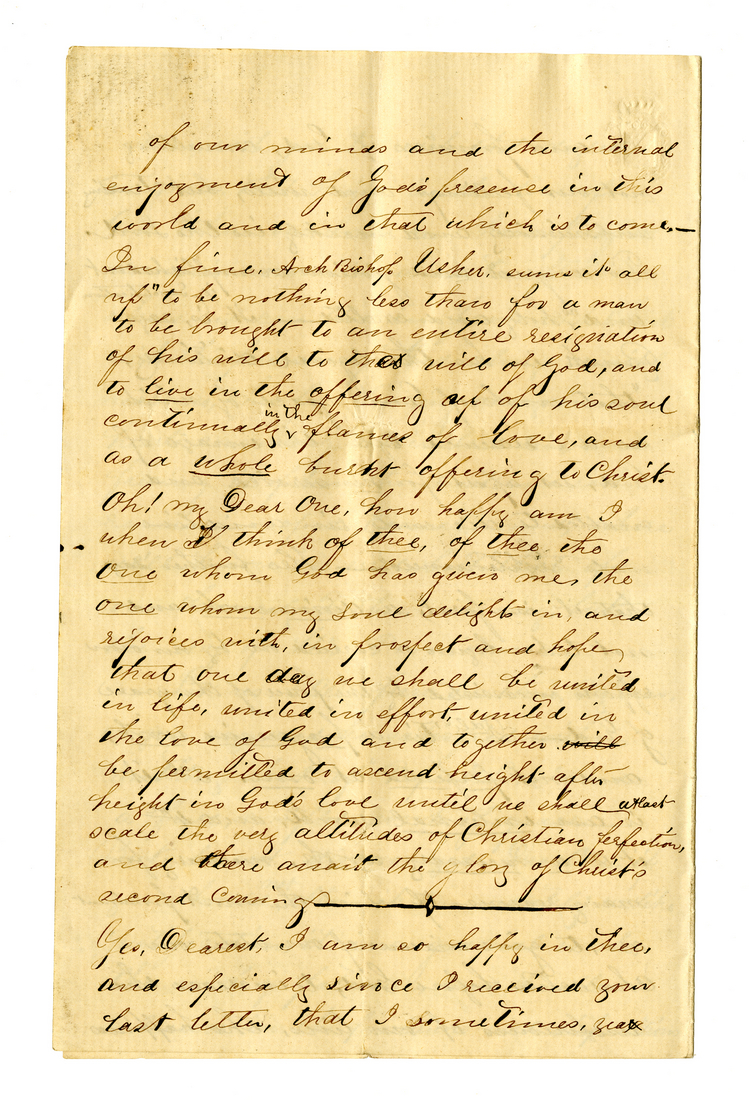 of our minds and the internal
enjoyment of God's presense in this
world and in that which is to come,—
In fine, Arch Bishop Usher, sums it all
up "to be nothing less than for a man
to be brought to an entire resignation
of his will to the will of God, and
to live in the offering up of his soul
continually in the flames of love, and
as a whole burnt offering to Christ.
Oh! my Dear One, how happy am I
when I think of thee, of thee, the
One whom God has given me, the
one whom my soul delights in, and
rejoices with, in prospect and hope,
that one day we shall be united
in life, united in effort, united in
the love of God and together will
be permitted to ascend height after
height in God's love until we shall at last
scale the very altitudes of Christian perfection,
and there await the glory of Christ's
second coming
Yes, Dearest, I am so happy in thee,
and especially since I received your
last letter, that I sometimes, yea